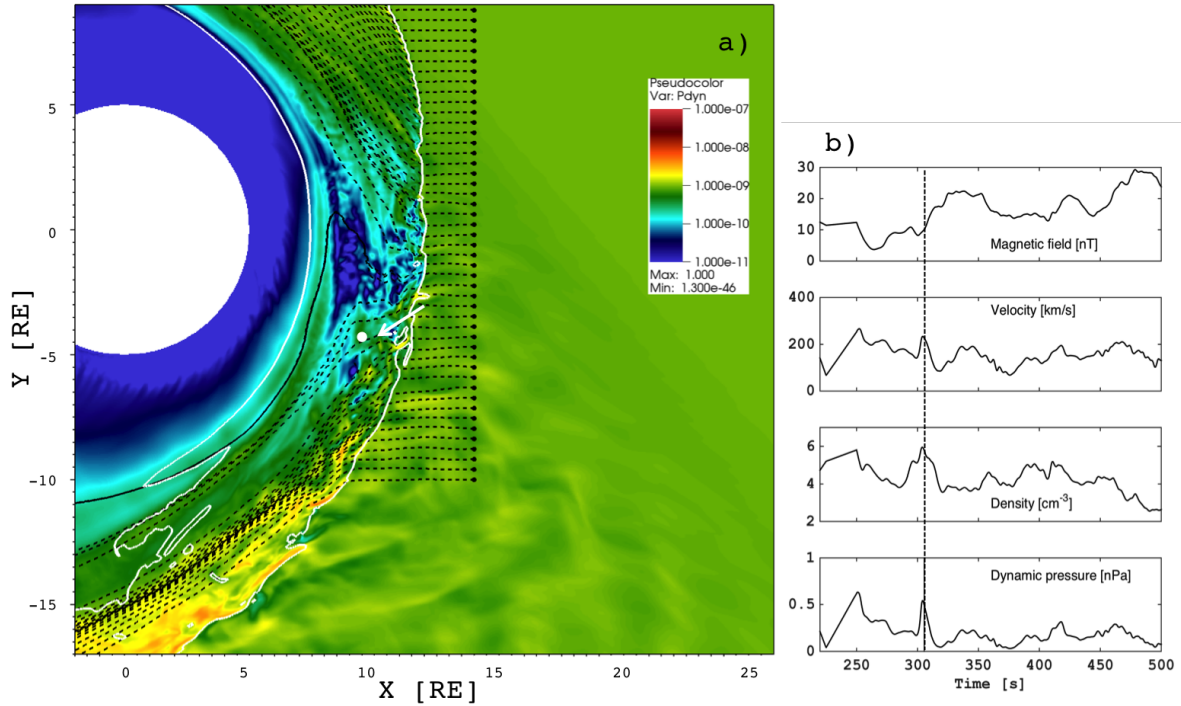 a)
Pseudocolor
Var: Pdyn
1.000e-07
1.000e-08
1.000e-09
1.000e-10
1.000e-11
Max: 1.000
Min: 1.300e-46
5
0
-5
-10
-15
Y [RE]
0 5 10 15 20 25
X [RE]
b)
30
20
10
0
Magnetic field [nT]
400
200
0
Velocity [km/s]
6
4
2
Density [cm-3]
1
0.5
0
Dynamic pressure [nPa]
250 300 350 400 450 500
Time [s]